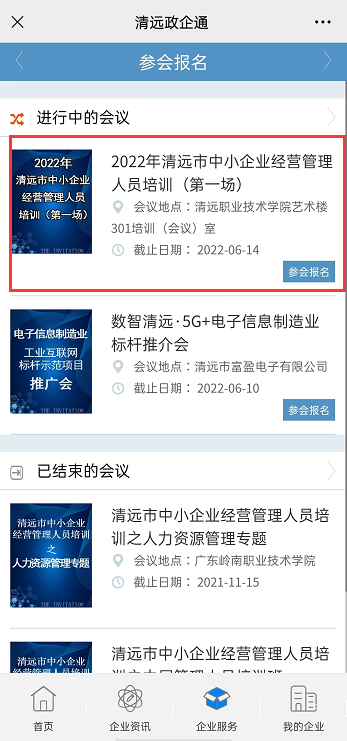 清远政企通
参会报名
进行中的会议
2022年
清远市中小企业
经营管理人员
培训（第一场）
THE INVITATION
2022年清远市中小企业经营管理
人员培训（第一场）
会议地点：清远职业技术学院艺术楼
301培训（会议）室
截止日期： 2022-06-14
参会报名
电子信息制造业
工业互联网
标杆示范项目
推广会
THE INVITATION
数智清远·5G+电子信息制造业
标杆推介会
会议地点：清远市富盈电子有限公司
截止日期： 2022-06-10
参会报名
已结束的会议
清远市中小企业
经营管理人员培训
之
人力资源管理专题
THE INVITATION
清远市中小企业经营管理人员培
训之人力资源管理专题
会议地点：广东岭南职业技术学院
截止日期： 2021-11-15
清远市中小企业
经营管理人员培训
清远市中小企业经营管理人员培
首页
企业资讯
企业服务
我的企业